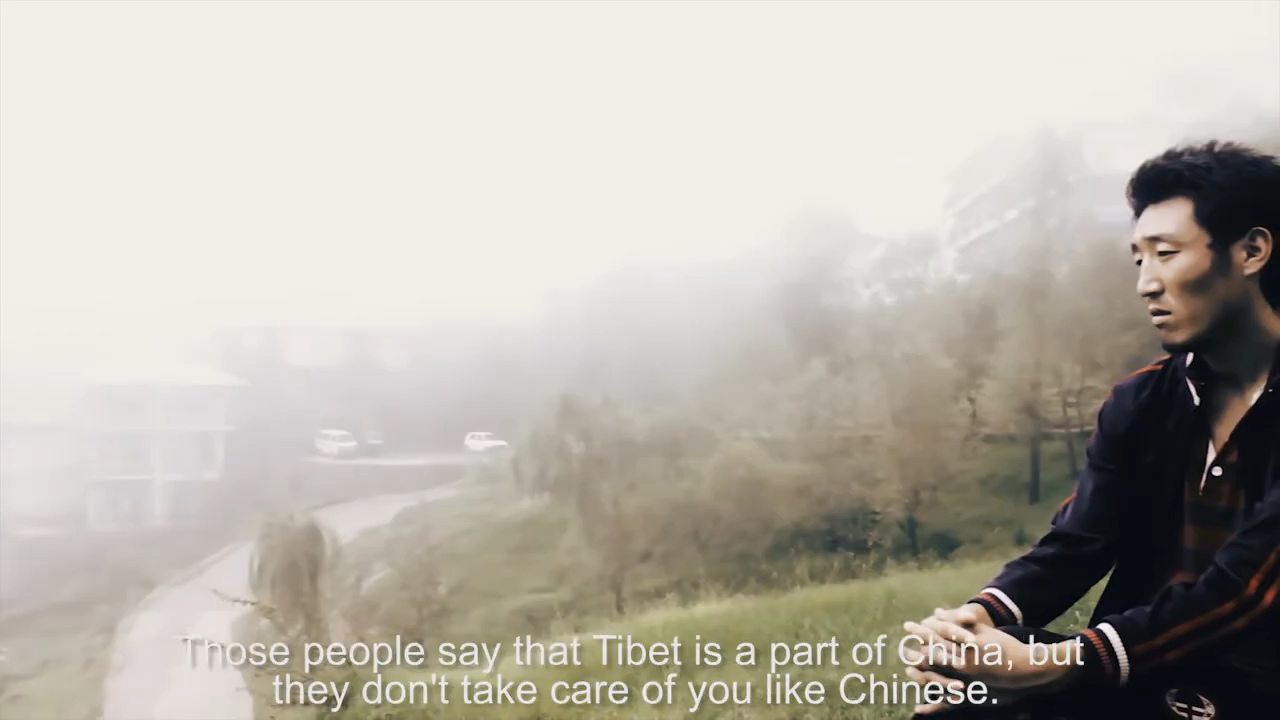 Those people say that Tibet is a part of China, but
they don't take care of you like Chinese.